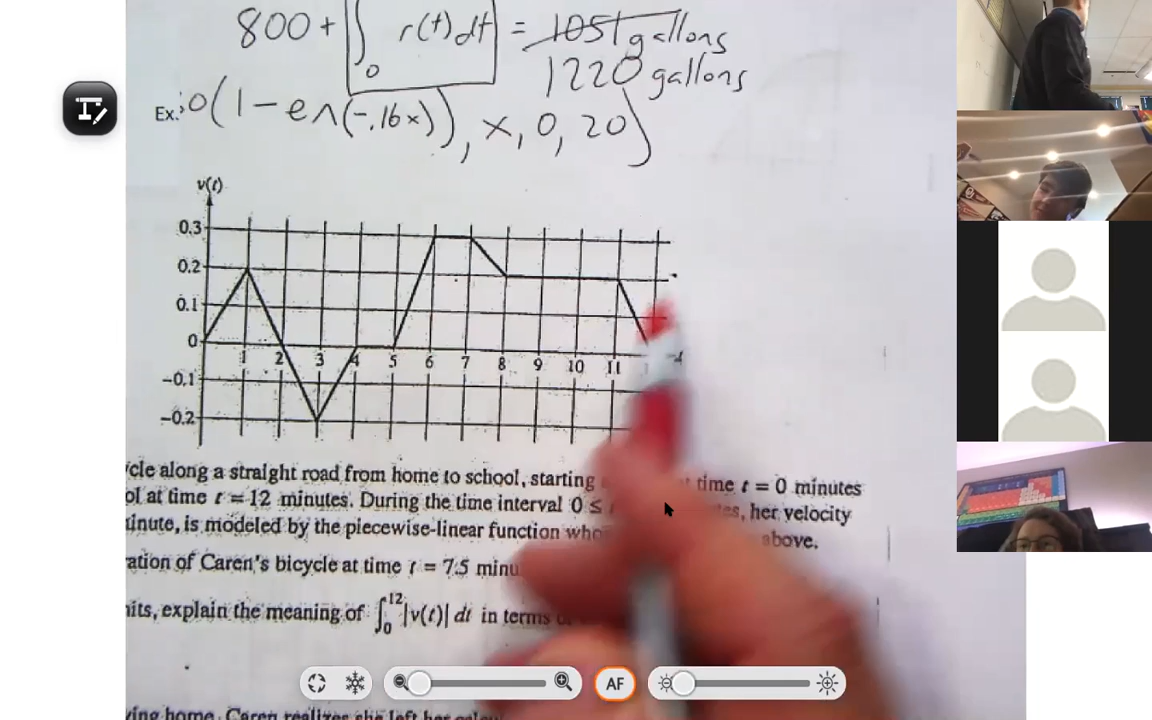 800 + ∫ r(t) dt = 1051 gallons
0
1220 gallons
Ex.
0(1-e^(-.16x)), x, 0, 20)
v(t)
0.3
0.2
0.1
0
1 2 3 4 5 6 7 8 9 10 11
-0.1
-0.2
cle along a straight road from home to school, starting time t = 0 minutes
ol at time t = 12 minutes. During the time interval 0 ≤ her velocity
inute, is modeled by the piecewise-linear function above.
ation of Caren's bicycle at time t = 7.5
nits, explain the meaning of ∫₀¹²|v(t)| dt in terms
ving home, Caren realizes she left her
AF